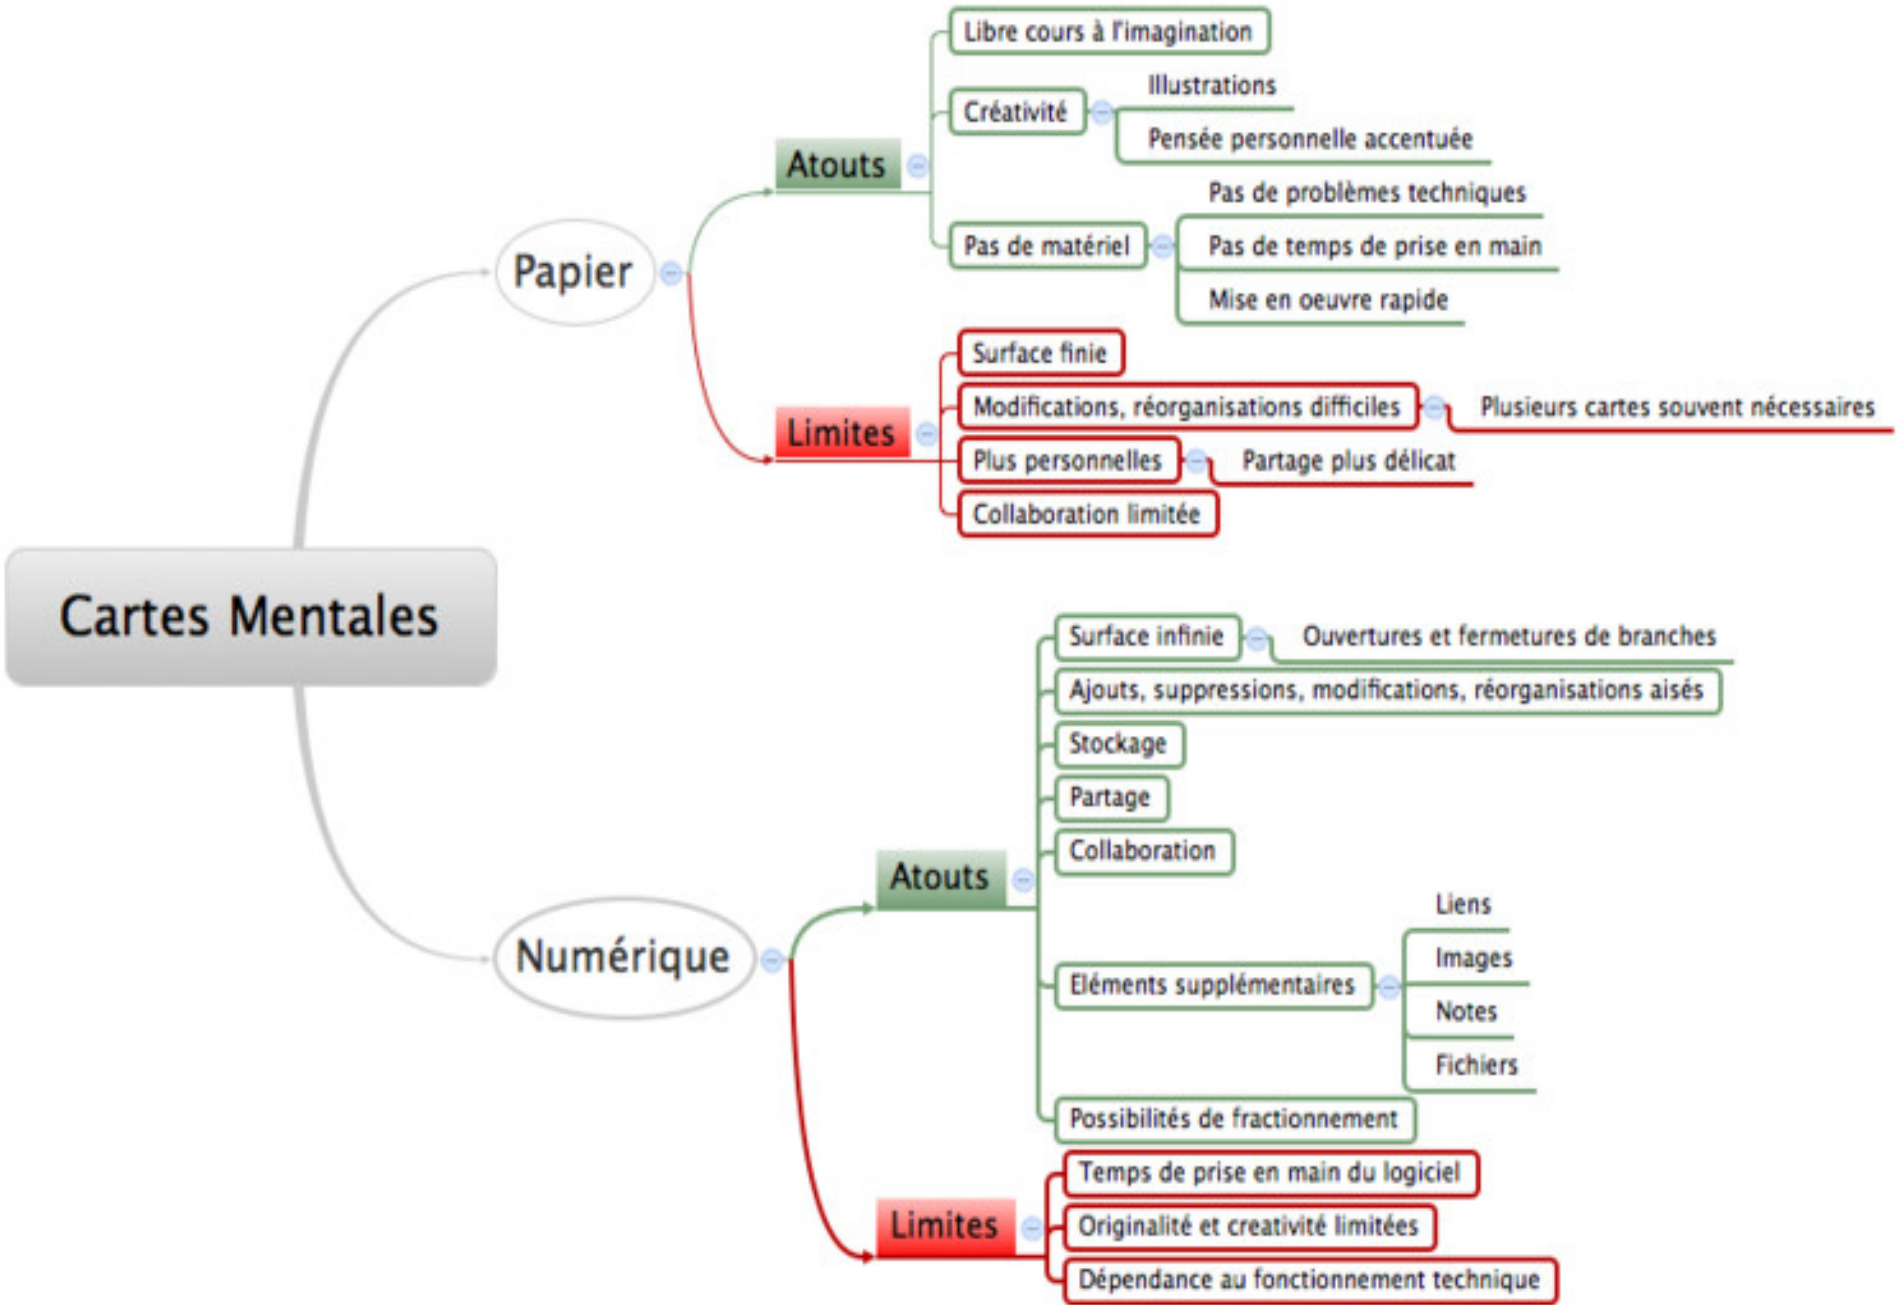 Cartes Mentales
Papier
Atouts
Libre cours à l'imagination
Créativité
Illustrations
Pensée personnelle accentuée
Pas de matériel
Pas de problèmes techniques
Pas de temps de prise en main
Mise en oeuvre rapide
Limites
Surface finie
Modifications, réorganisations difficiles
Plusieurs cartes souvent nécessaires
Plus personnelles
Partage plus délicat
Collaboration limitée
Numérique
Atouts
Surface infinie
Ouvertures et fermetures de branches
Ajouts, suppressions, modifications, réorganisations aisés
Stockage
Partage
Collaboration
Eléments supplémentaires
Liens
Images
Notes
Fichiers
Possibilités de fractionnement
Limites
Temps de prise en main du logiciel
Originalité et creativité limitées
Dépendance au fonctionnement technique